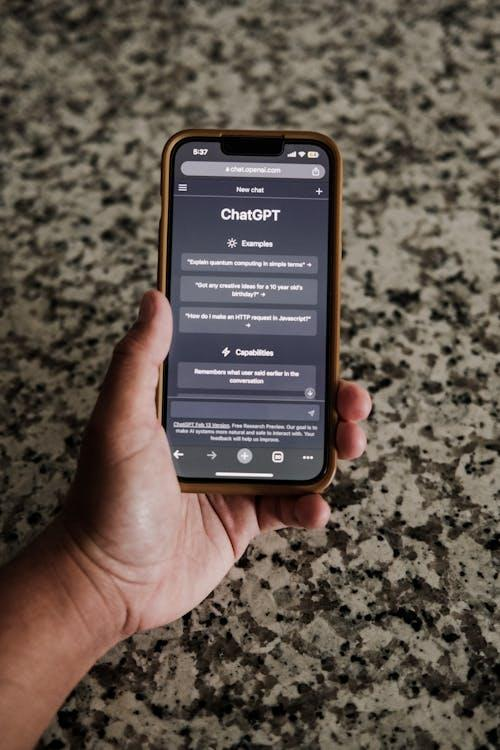 5:37
chat.openai.com
New chat
ChatGPT
Examples
"Explain quantum computing in simple terms" →
"Got any creative ideas for a 10 year old's
birthday?" →
"How do I make an HTTP request in Javascript?"
→
Capabilities
Remembers what user said earlier in the
conversation
ChatGPT Feb 13 Version. Free Research Preview. Our goal is to
make AI systems more natural and safe to interact with. Your
feedback will help us improve.